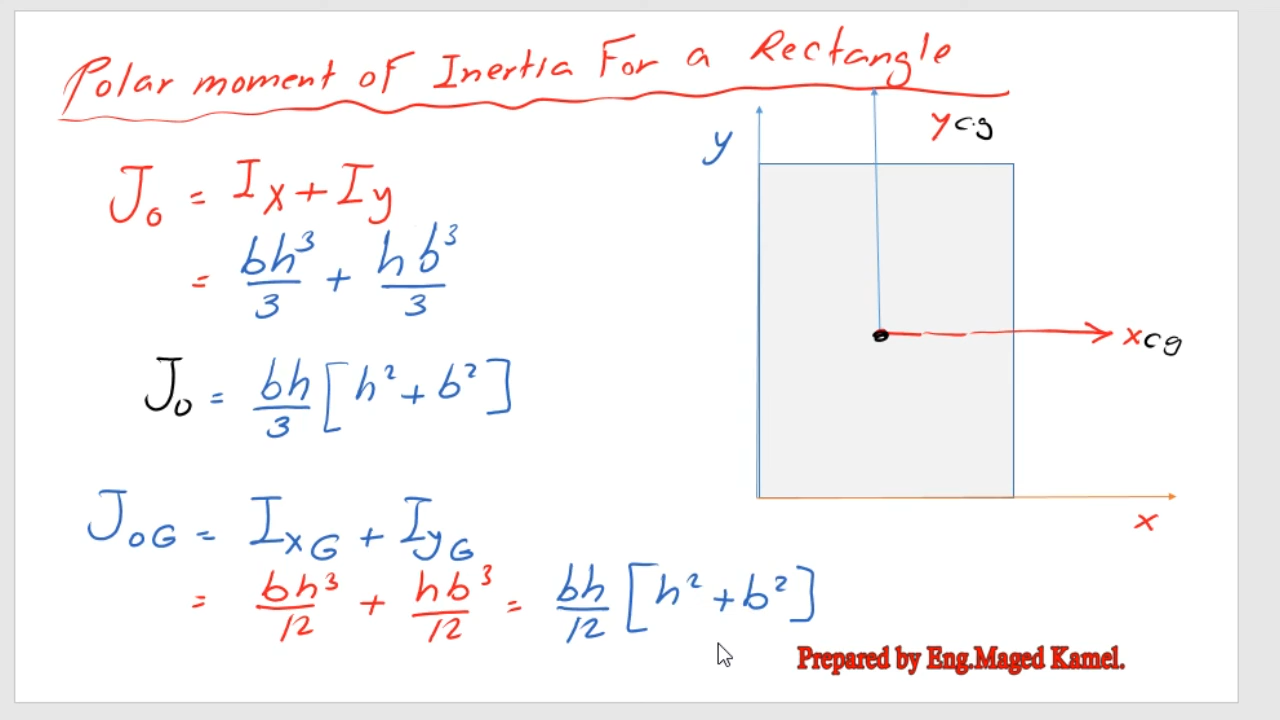 Polar moment of Inertia For a Rectangle
J₀ = Ix + Iy
= bh³/3 + hb³/3
J₀ = bh/3 [h² + b²]
JoG = IxG + IyG
= bh³/12 + hb³/12 = bh/12 [h² + b²]
y
ycg
xcg
x
Prepared by Eng.Maged Kamel.